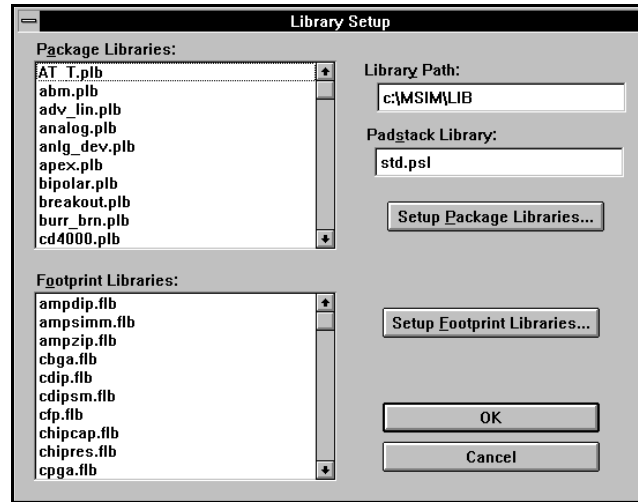 Library Setup
Package Libraries:
AT_T.plb
abm.plb
adv_lin.plb
analog.plb
anlg_dev.plb
apex.plb
bipolar.plb
breakout.plb
burr_brn.plb
cd4000.plb
Library Path:
c:\MSIM\LIB
Padstack Library:
std.psl
Setup Package Libraries...
Footprint Libraries:
ampdip.flb
ampsimm.flb
ampzip.flb
cbga.flb
cdip.flb
cdipsm.flb
cfp.flb
chipcap.flb
chipres.flb
cpga.flb
Setup Footprint Libraries...
OK
Cancel